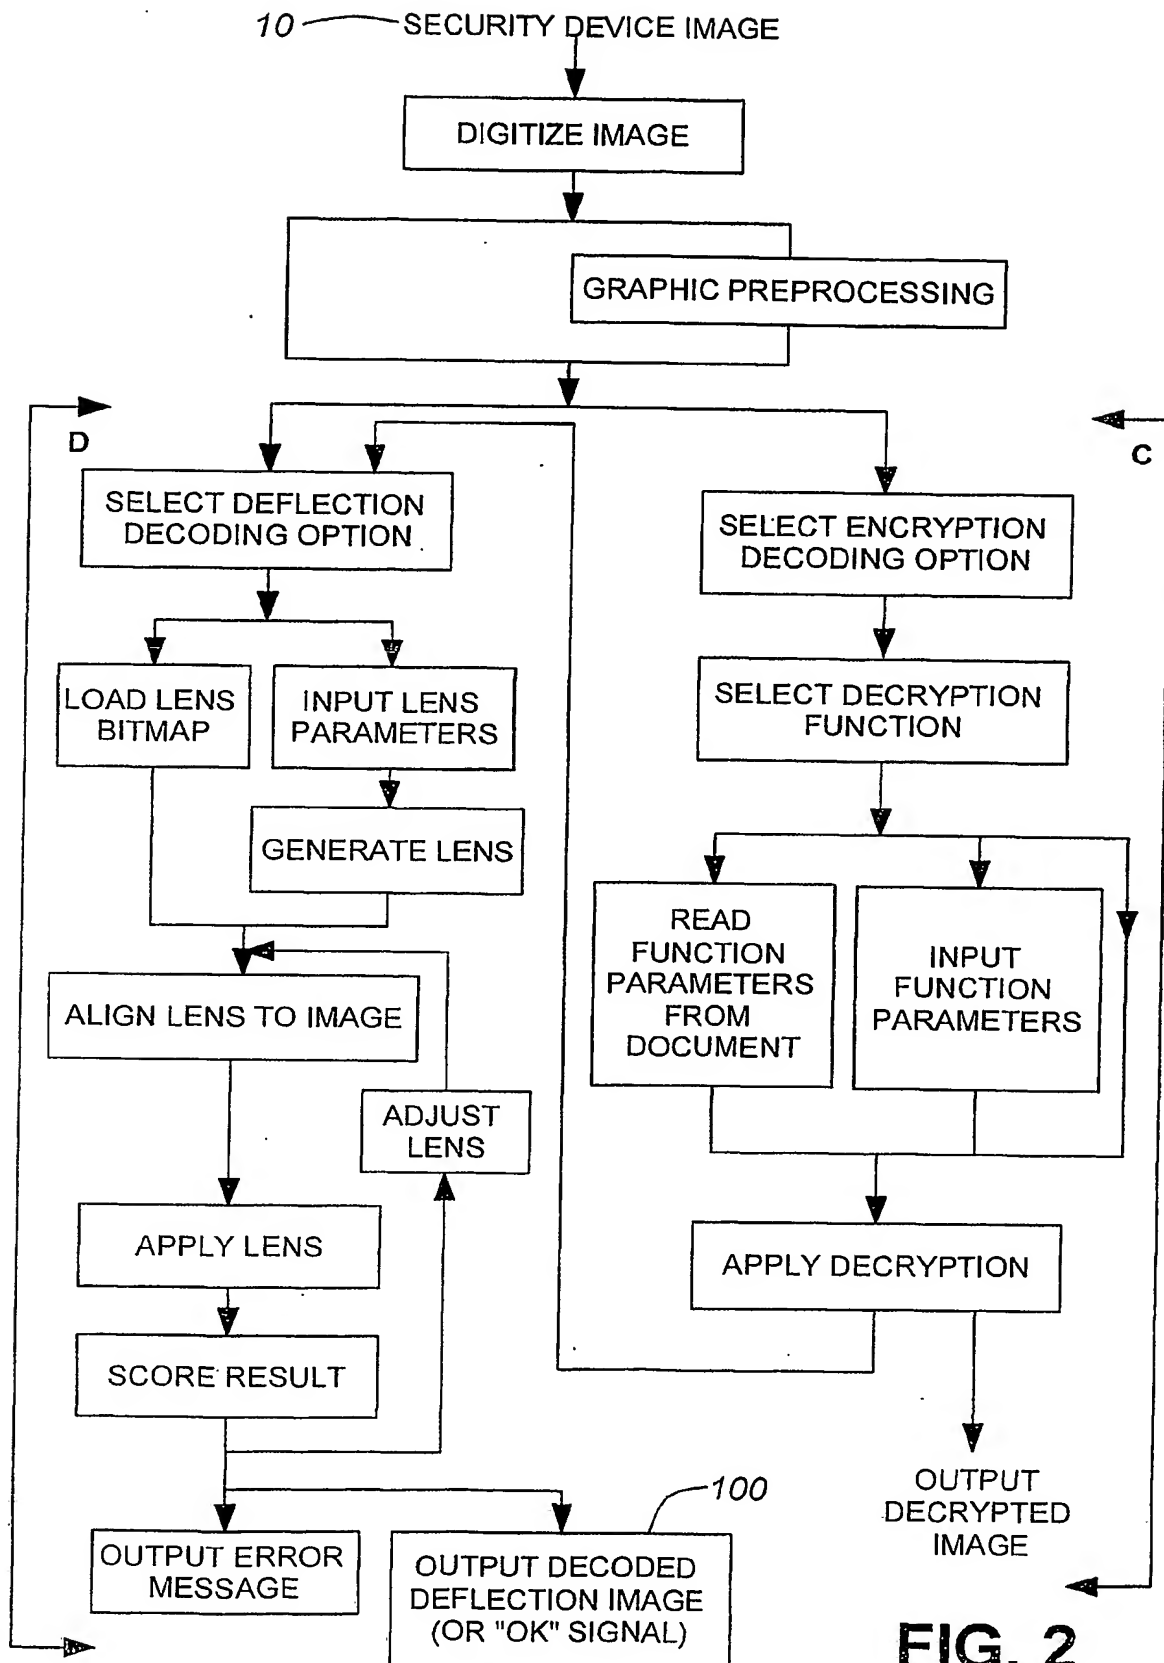 10
SECURITY DEVICE IMAGE
DIGITIZE IMAGE
GRAPHIC PREPROCESSING
D
C
SELECT DEFLECTION
DECODING OPTION
SELECT ENCRYPTION
DECODING OPTION
LOAD LENS
BITMAP
INPUT LENS
PARAMETERS
SELECT DECRYPTION
FUNCTION
GENERATE LENS
READ
FUNCTION
PARAMETERS
FROM
DOCUMENT
INPUT
FUNCTION
PARAMETERS
ALIGN LENS TO IMAGE
ADJUST
LENS
APPLY LENS
APPLY DECRYPTION
SCORE RESULT
OUTPUT
DECRYPTED
IMAGE
100
OUTPUT ERROR
MESSAGE
OUTPUT DECODED
DEFLECTION IMAGE
(OR "OK" SIGNAL)
FIG. 2